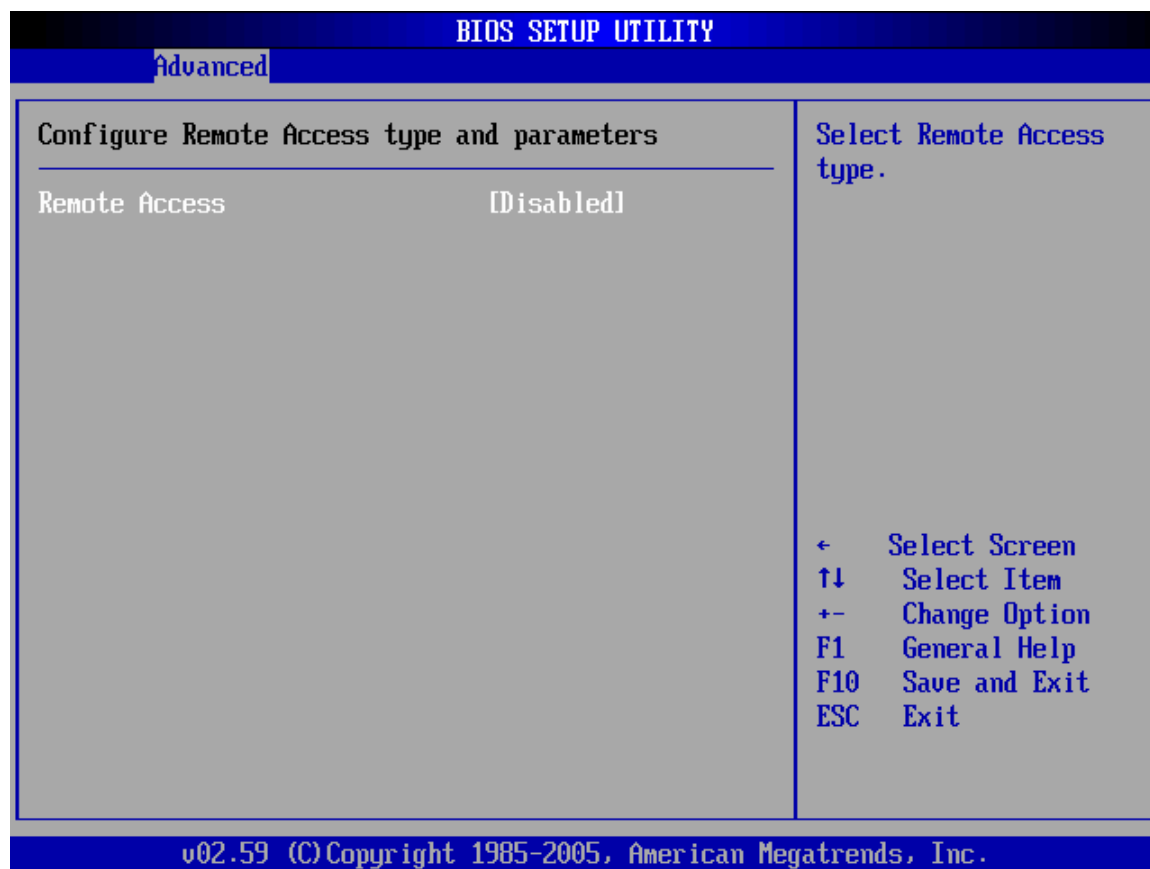 BIOS SETUP UTILITY
Advanced
Configure Remote Access type and parameters
Remote Access [Disabled]
Select Remote Access
type.
← Select Screen
↑↓ Select Item
+- Change Option
F1 General Help
F10 Save and Exit
ESC Exit
v02.59 (C)Copyright 1985-2005, American Megatrends, Inc.